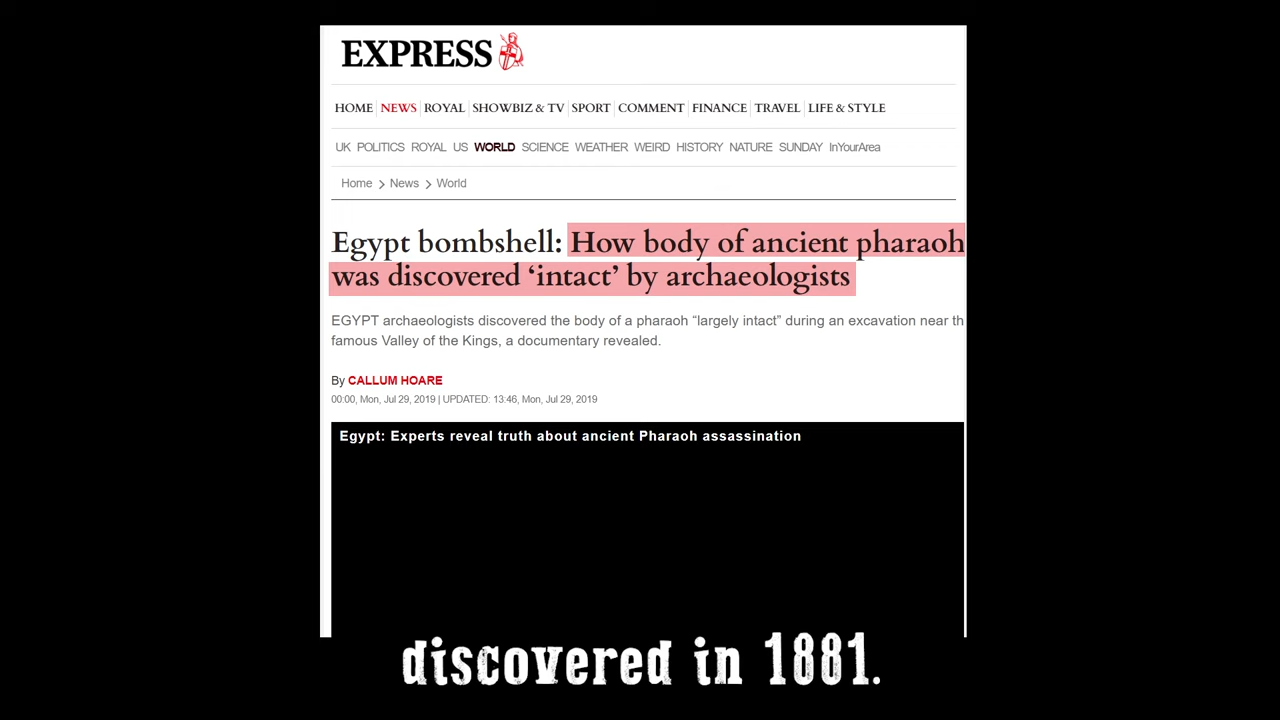 EXPRESS
HOME NEWS ROYAL SHOWBIZ & TV SPORT COMMENT FINANCE TRAVEL LIFE & STYLE
UK POLITICS ROYAL US WORLD SCIENCE WEATHER WEIRD HISTORY NATURE SUNDAY InYourArea
Home > News > World
Egypt bombshell: How body of ancient pharaoh
was discovered ‘intact’ by archaeologists
EGYPT archaeologists discovered the body of a pharaoh “largely intact” during an excavation near th
famous Valley of the Kings, a documentary revealed.
By CALLUM HOARE
00:00, Mon, Jul 29, 2019 | UPDATED: 13:46, Mon, Jul 29, 2019
Egypt: Experts reveal truth about ancient Pharaoh assassination
discovered in 1881.